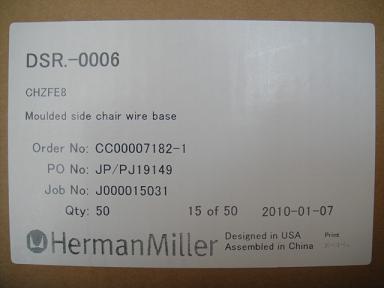 DSR.-0006
CHZFE8
Moulded side chair wire base
Order No: CC00007182-1
PO No: JP/PJ19149
Job No: J000015031
Qty: 50 15 of 50 2010-01-07
HermanMiller Designed in USA Print
Assembled in China